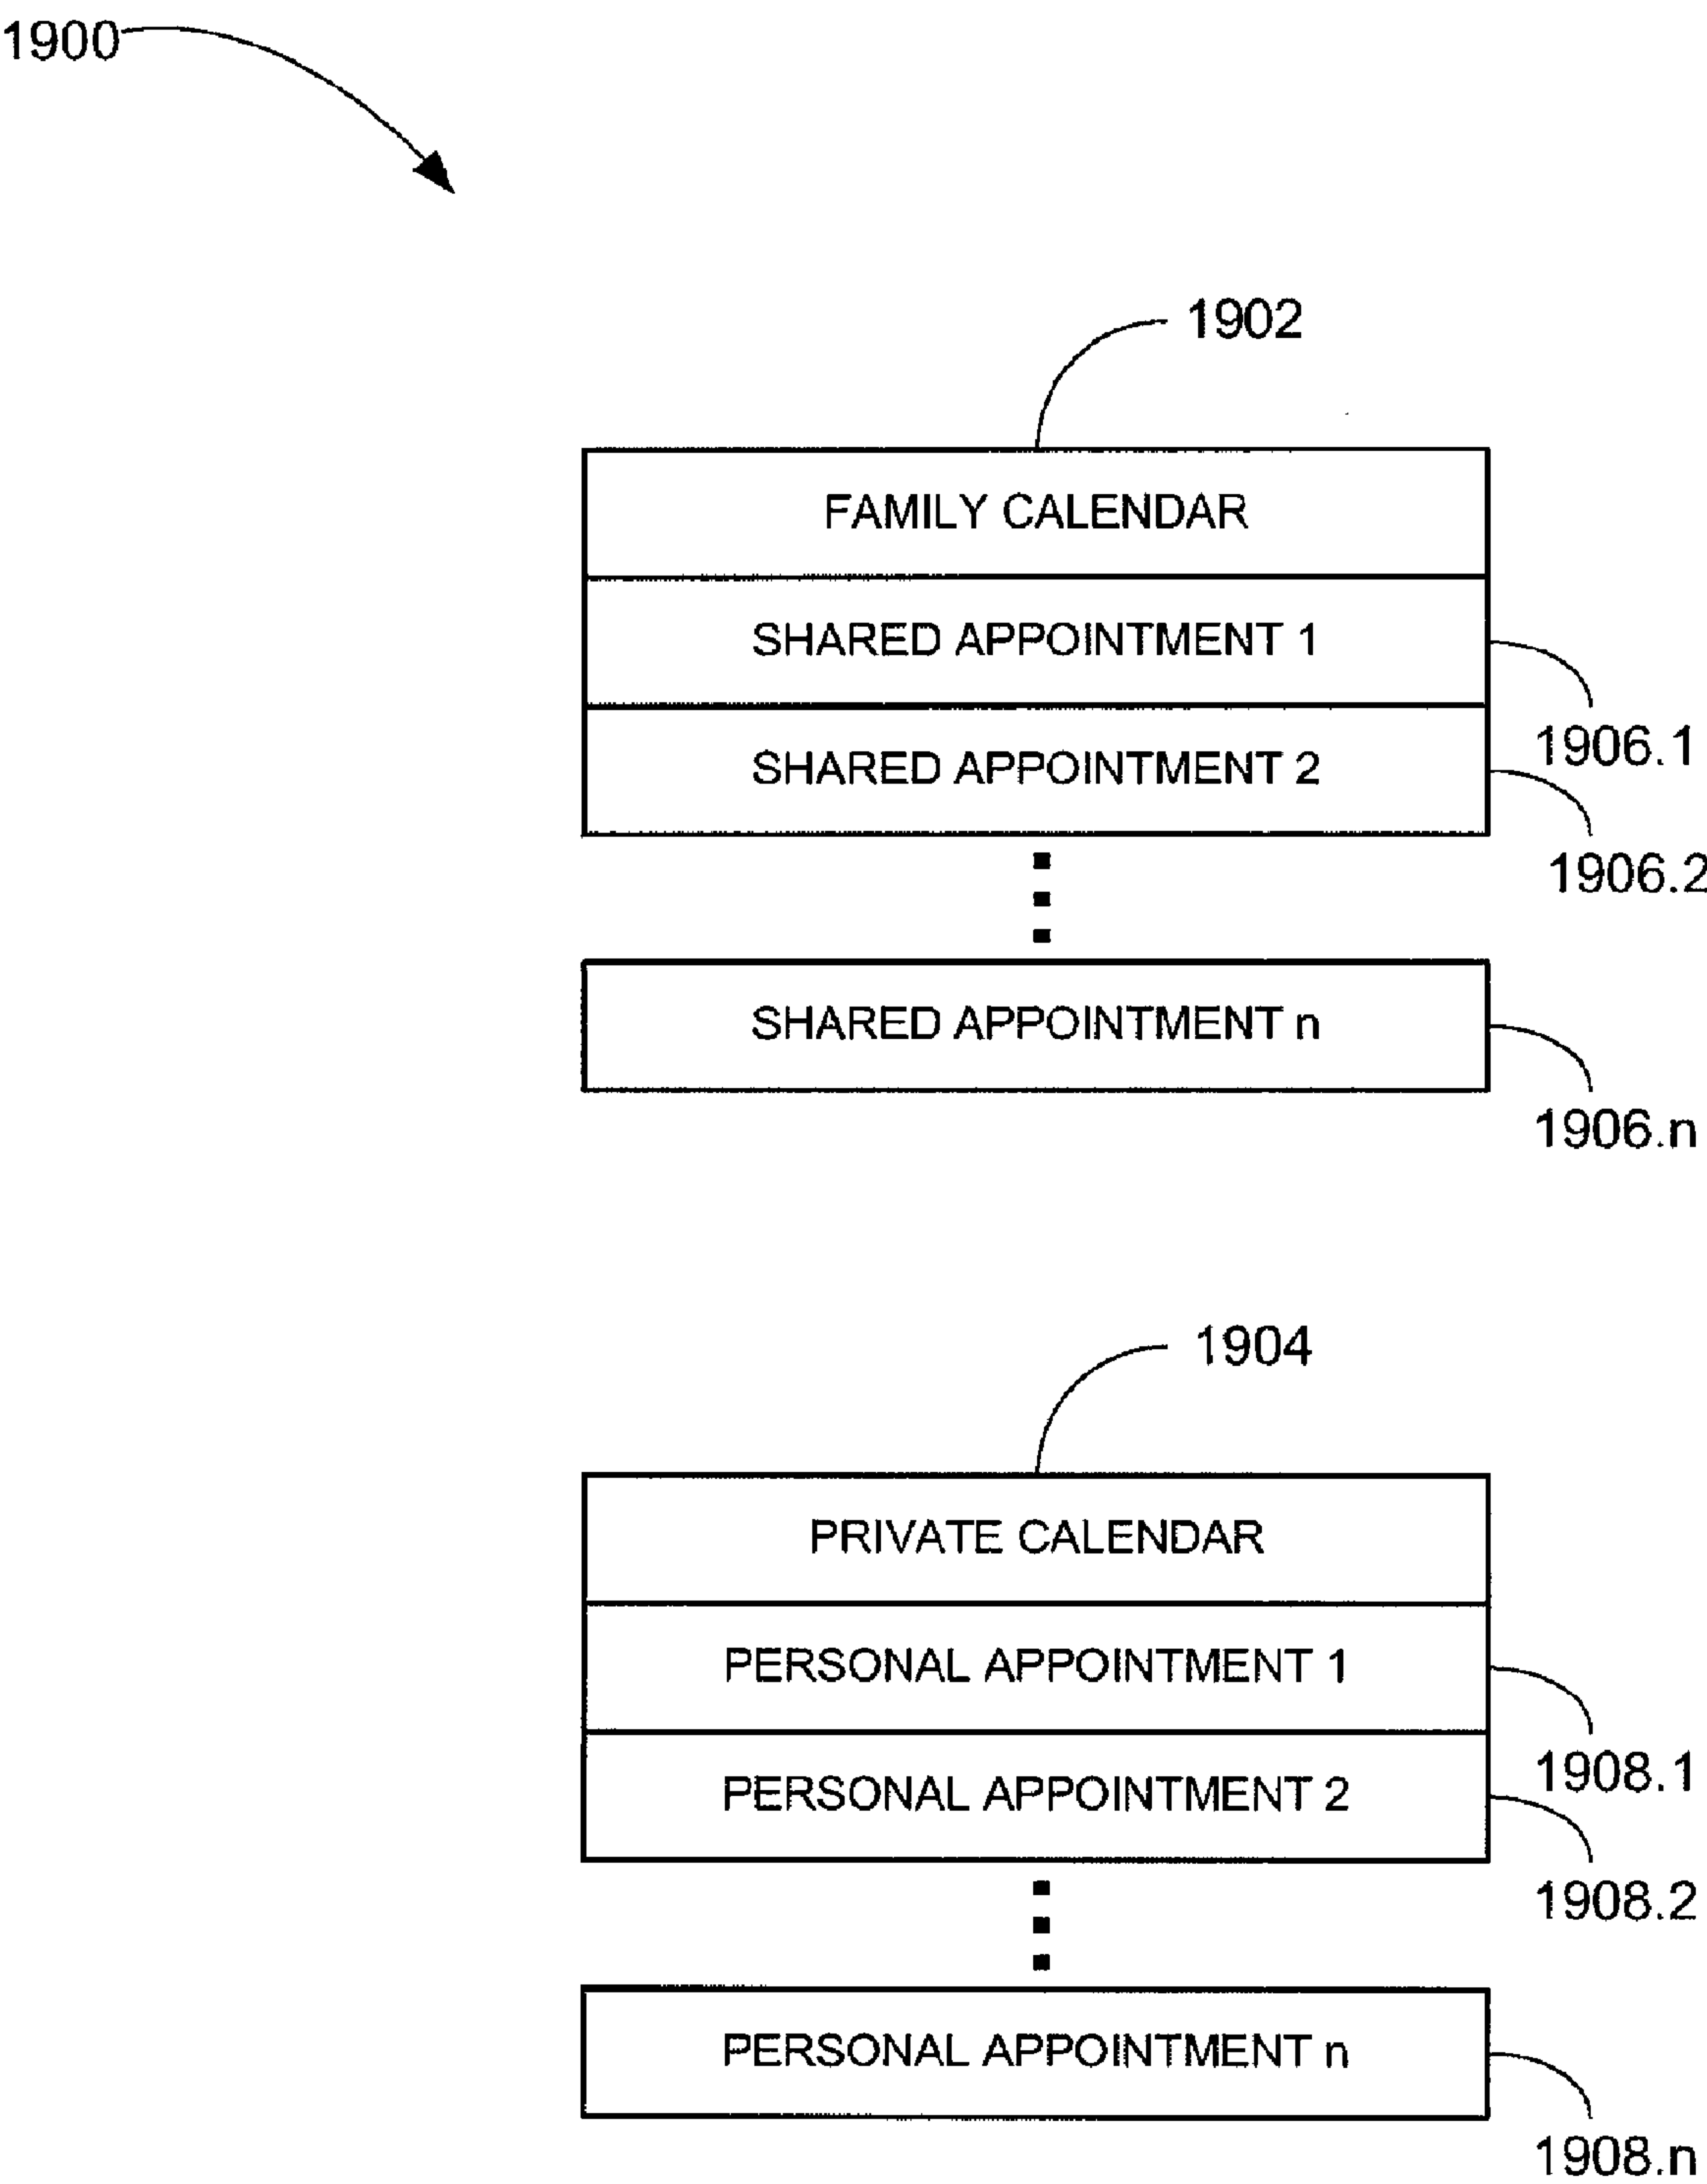 1900
1902
FAMILY CALENDAR
SHARED APPOINTMENT 1
1906.1
SHARED APPOINTMENT 2
1906.2
SHARED APPOINTMENT n
1906.n
1904
PRIVATE CALENDAR
PERSONAL APPOINTMENT 1
1908.1
PERSONAL APPOINTMENT 2
1908.2
PERSONAL APPOINTMENT n
1908.n